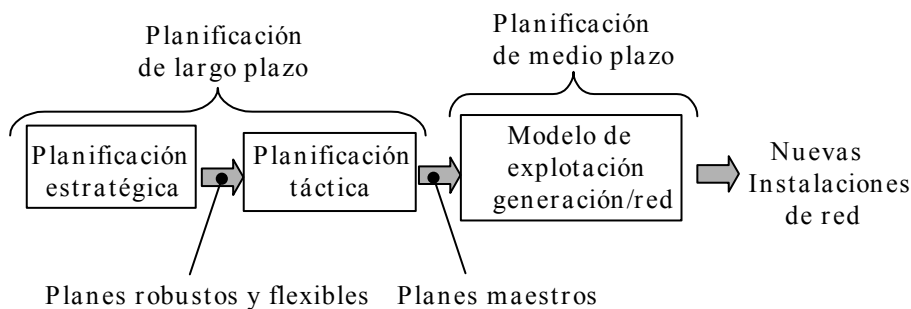 Planificación
de largo plazo
Planificación
de medio plazo
Planificación
estratégica
Planificación
táctica
Modelo de
explotación
generación/red
Nuevas
Instalaciones
de red
Planes robustos y flexibles
Planes maestros